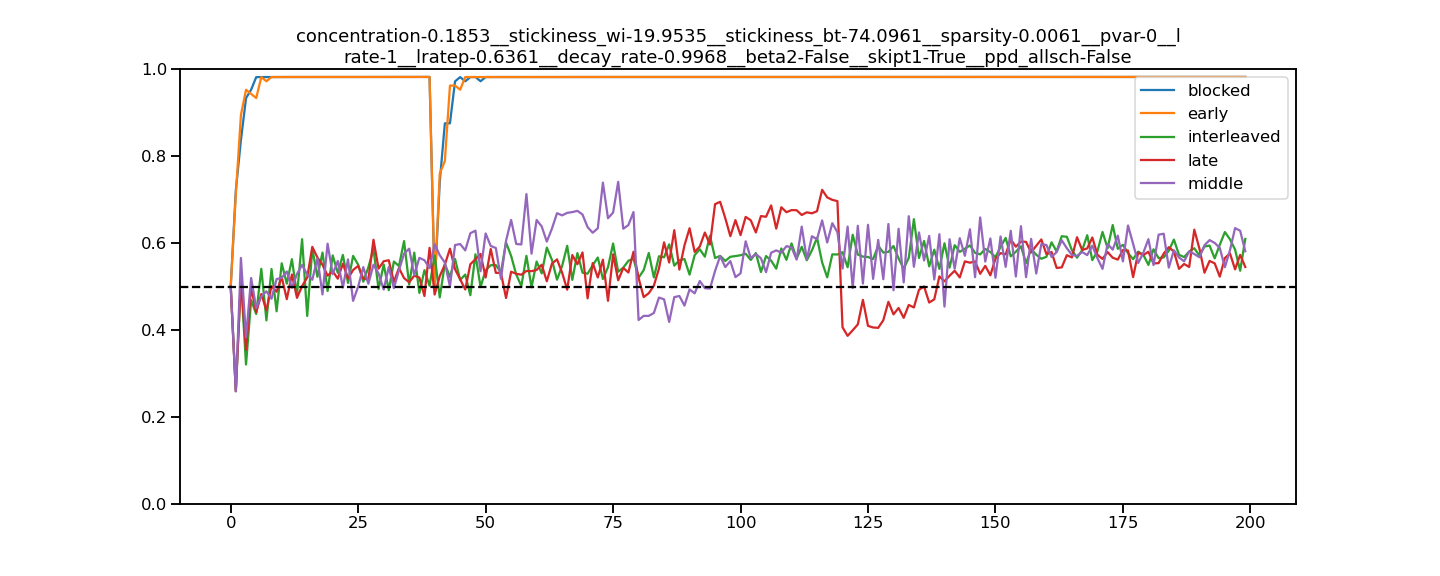 concentration-0.1853__stickiness_wi-19.9535__stickiness_bt-74.0961__sparsity-0.0061__pvar-0__l
rate-1__lratep-0.6361__decay_rate-0.9968__beta2-False__skipt1-True__ppd_allsch-False
1.0
0.8
0.6
0.4
0.2
0.0
blocked
early
interleaved
late
middle
0 25 50 75 100 125 150 175 200